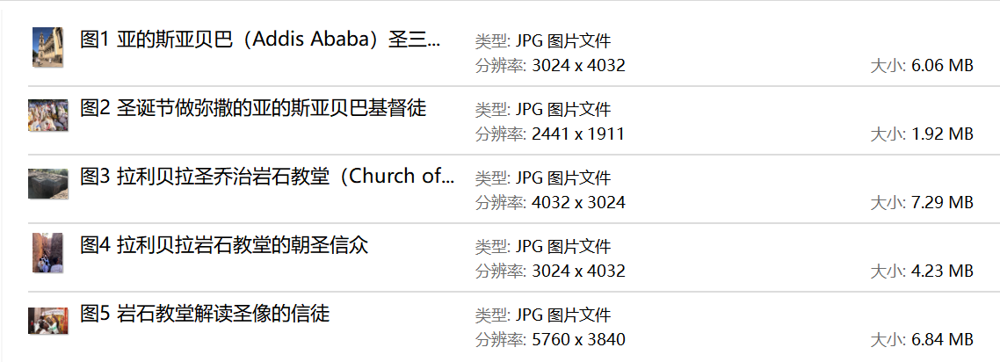 图1 亚的斯亚贝巴（Addis Ababa）圣三...
类型: JPG 图片文件
分辨率: 3024 x 4032
大小: 6.06 MB
图2 圣诞节做弥撒的亚的斯亚贝巴基督徒
类型: JPG 图片文件
分辨率: 2441 x 1911
大小: 1.92 MB
图3 拉利贝拉圣乔治岩石教堂（Church of...
类型: JPG 图片文件
分辨率: 4032 x 3024
大小: 7.29 MB
图4 拉利贝拉岩石教堂的朝圣信众
类型: JPG 图片文件
分辨率: 3024 x 4032
大小: 4.23 MB
图5 岩石教堂解读圣像的信徒
类型: JPG 图片文件
分辨率: 5760 x 3840
大小: 6.84 MB